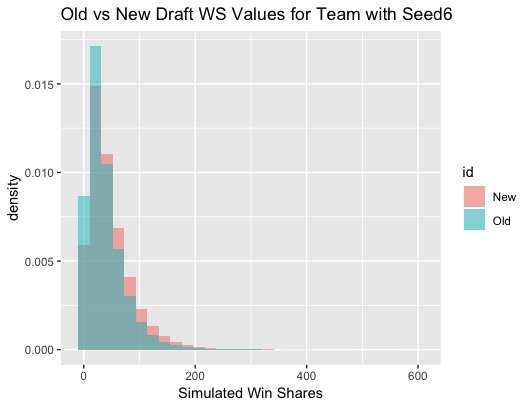 Old vs New Draft WS Values for Team with Seed6
0.015
0.010
0.005
0.000
density
0 200 400 600
Simulated Win Shares
id
New
Old